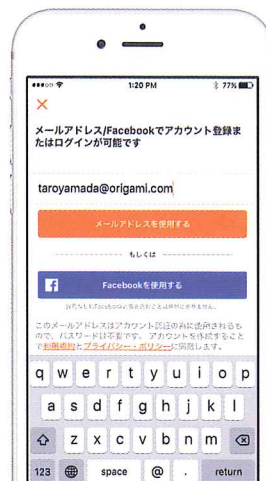 1:20 PM
77%
メールアドレス/Facebookでアカウント登録ま
たはログインが可能です
taroyamada@origami.com
メールアドレスを使用する
もしくは
Facebookを使用する
このメールアドレスはアカウント認証の為に使用されるも
ので、パスワードは不要です。アカウントを作成すること
で利用規約とプライバシー・ポリシーに同意します。
q w e r t y u i o p
a s d f g h j k l
z x c v b n m
123 space @ . return